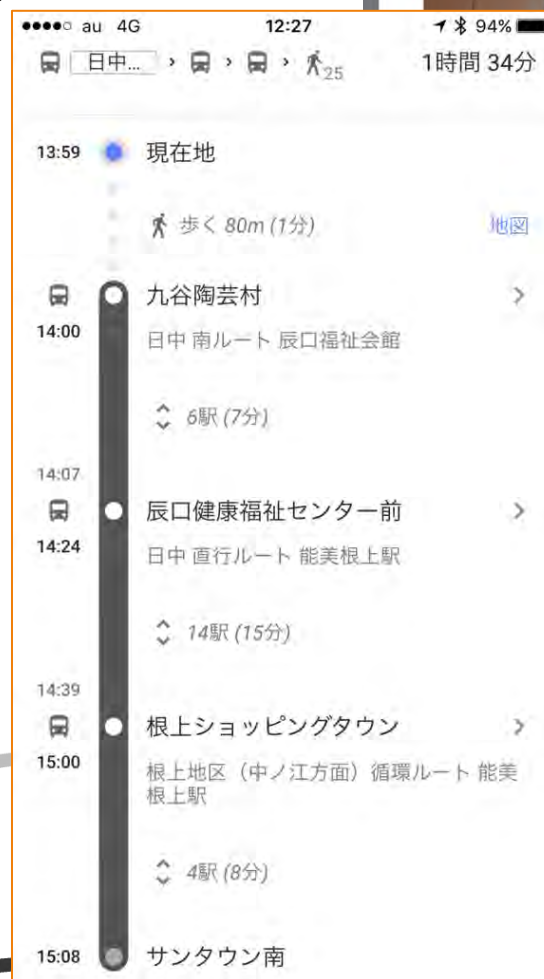 au 4G 12:27 94%
日中... › › › 25 1時間 34分
13:59 現在地
歩く 80m (1分) 地図
九谷陶芸村
14:00 日中 南ルート 辰口福祉会館
6駅 (7分)
14:07
辰口健康福祉センター前
14:24 日中 直行ルート 能美根上駅
14駅 (15分)
14:39
根上ショッピングタウン
15:00 根上地区（中ノ江方面）循環ルート 能美
根上駅
4駅 (8分)
15:08 サンタウン南